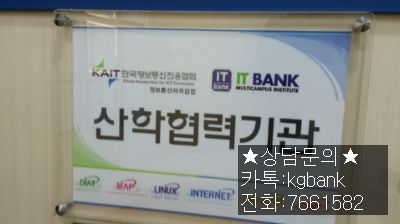 KAIT 한국정보통신진흥협회
Korea Association for ICT Promotion
정보통신자격검정
IT Bank
IT BANK
MULTICAMPUS INSTITUTE
산학협력기관
DIAT
MAP
LINUX
INTERNET
★상담문의★
카톡:kgbank
전화:7661582